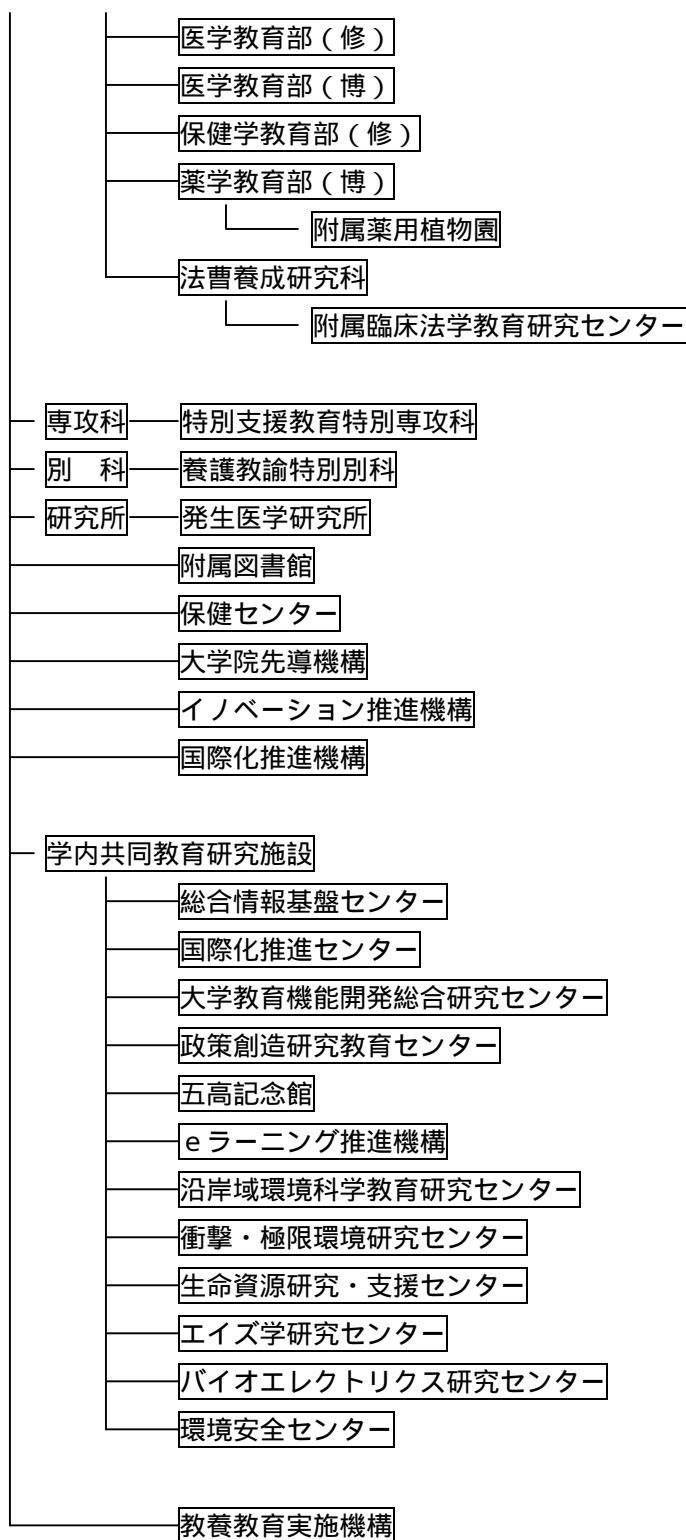 医学教育部（修）
医学教育部（博）
保健学教育部（修）
薬学教育部（博）
附属薬用植物園
法曹養成研究科
附属臨床法学教育研究センター
専攻科 特別支援教育特別専攻科
別　科 養護教諭特別別科
研究所 発生医学研究所
附属図書館
保健センター
大学院先導機構
イノベーション推進機構
国際化推進機構
学内共同教育研究施設
総合情報基盤センター
国際化推進センター
大学教育機能開発総合研究センター
政策創造研究教育センター
五高記念館
ｅラーニング推進機構
沿岸域環境科学教育研究センター
衝撃・極限環境研究センター
生命資源研究・支援センター
エイズ学研究センター
バイオエレクトリクス研究センター
環境安全センター
教養教育実施機構